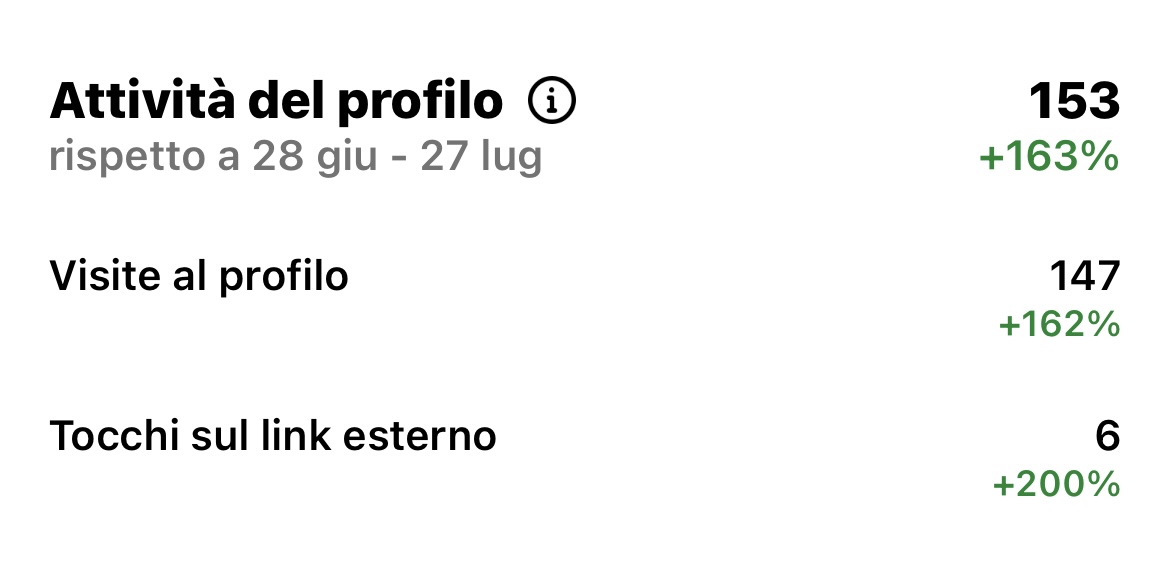 Attività del profilo
153
rispetto a 28 giu - 27 lug
+163%
Visite al profilo
147
+162%
Tocchi sul link esterno
6
+200%